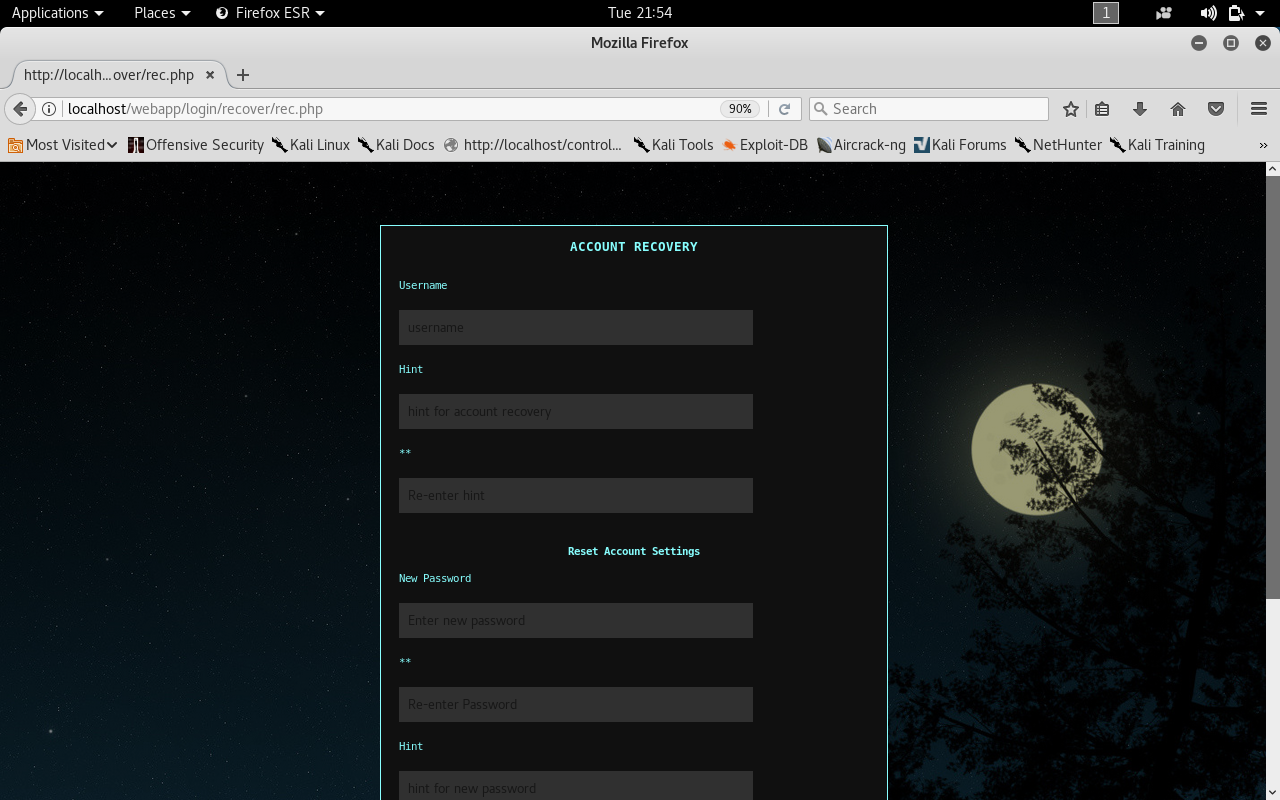 Applications Places Firefox ESR Tue 21:54 1
Mozilla Firefox
http://localh...over/rec.php
localhost/webapp/login/recover/rec.php 90% Search
Most Visited Offensive Security Kali Linux Kali Docs http://localhost/control... Kali Tools Exploit-DB Aircrack-ng Kali Forums NetHunter Kali Training »
ACCOUNT RECOVERY
Username
username
Hint
hint for account recovery
**
Re-enter hint
Reset Account Settings
New Password
Enter new password
**
Re-enter Password
Hint
hint for new password